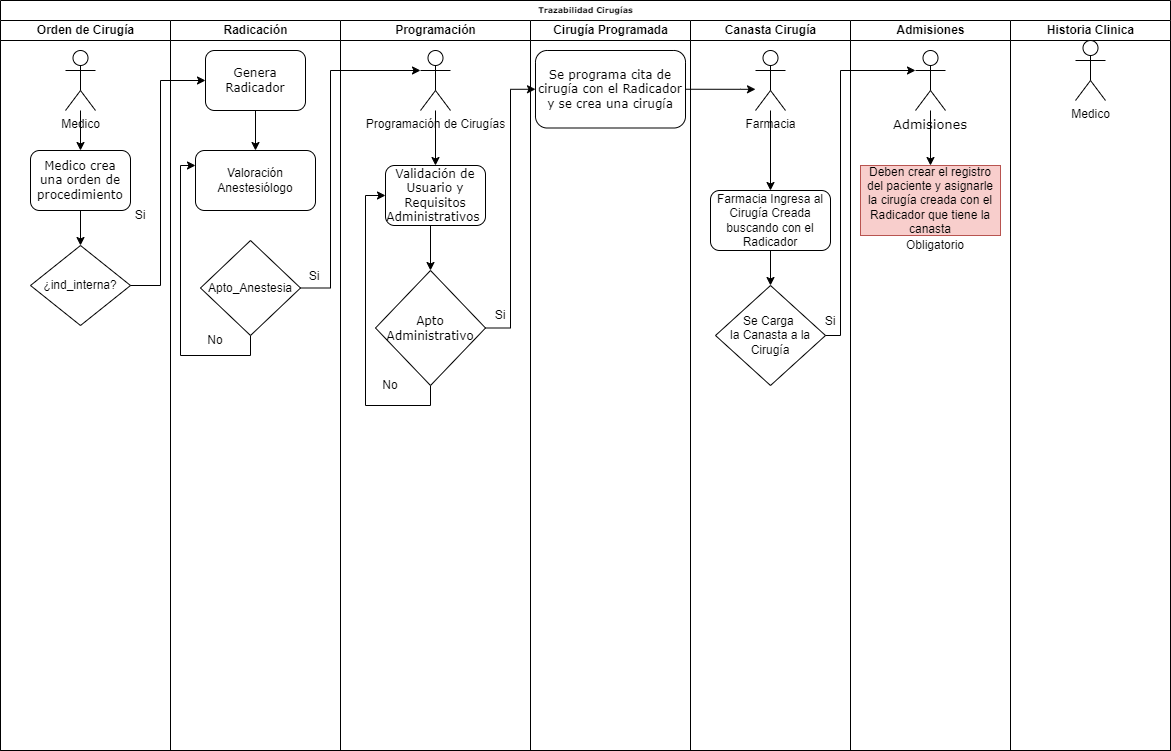 Trazabilidad Cirugías
Orden de Cirugía
Radicación
Programación
Cirugía Programada
Canasta Cirugía
Admisiones
Historia Clinica
Medico
Medico crea
una orden de
procedimiento
Si
¿ind_interna?
Genera
Radicador
Valoración
Anestesiólogo
Apto_Anestesia
Si
No
Programación de Cirugías
Validación de
Usuario y
Requisitos
Administrativos
Apto
Administrativo
Si
No
Se programa cita de
cirugía con el Radicador
y se crea una cirugía
Farmacia
Farmacia Ingresa al
Cirugía Creada
buscando con el
Radicador
Se Carga
la Canasta a la
Cirugía
Si
Admisiones
Deben crear el registro
del paciente y asignarle
la cirugía creada con el
Radicador que tiene la
canasta
Obligatorio
Medico